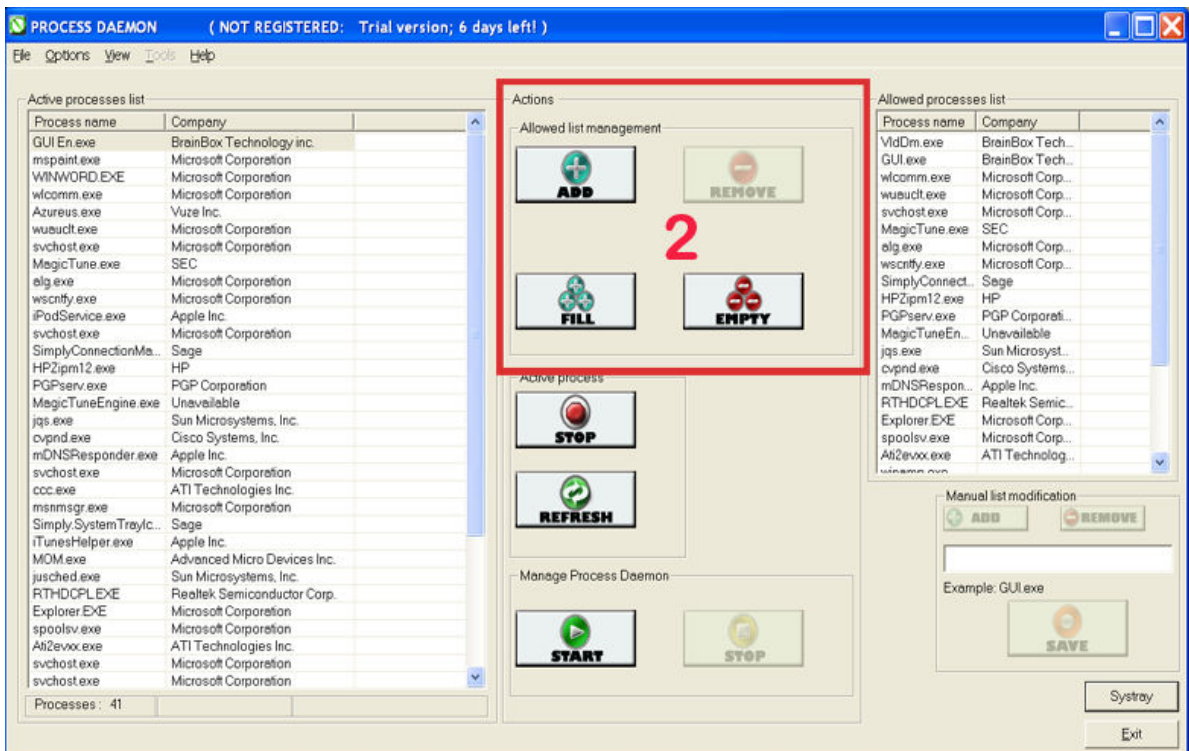 PROCESS DAEMON ( NOT REGISTERED: Trial version; 6 days left! )
File Options View Tools Help
Active processes list
Process name Company
GUI En.exe BrainBox Technology inc.
mspaint.exe Microsoft Corporation
WINWORD.EXE Microsoft Corporation
wlcomm.exe Microsoft Corporation
Azureus.exe Vuze Inc.
wuauclt.exe Microsoft Corporation
svchost.exe Microsoft Corporation
MagicTune.exe SEC
alg.exe Microsoft Corporation
wscntfy.exe Microsoft Corporation
iPodService.exe Apple Inc.
svchost.exe Microsoft Corporation
SimplyConnectionMa... Sage
HPZipm12.exe HP
PGPserv.exe PGP Corporation
MagicTuneEngine.exe Unavailable
jqs.exe Sun Microsystems, Inc.
cvpnd.exe Cisco Systems, Inc.
mDNSResponder.exe Apple Inc.
svchost.exe Microsoft Corporation
ccc.exe ATI Technologies Inc.
msnmsgr.exe Microsoft Corporation
Simply.SystemTrayIc... Sage
iTunesHelper.exe Apple Inc.
MOM.exe Advanced Micro Devices Inc.
jusched.exe Sun Microsystems, Inc.
RTHDCPL.EXE Realtek Semiconductor Corp.
Explorer.EXE Microsoft Corporation
spoolsv.exe Microsoft Corporation
Ati2evxx.exe ATI Technologies Inc.
svchost.exe Microsoft Corporation
svchost.exe Microsoft Corporation
Processes : 41
Actions
Allowed list management
ADD REMOVE
2
FILL EMPTY
Active process
STOP
REFRESH
Manage Process Daemon
START STOP
Allowed processes list
Process name Company
VldDm.exe BrainBox Tech...
GUI.exe BrainBox Tech...
wlcomm.exe Microsoft Corp...
wuauclt.exe Microsoft Corp...
svchost.exe Microsoft Corp...
MagicTune.exe SEC
alg.exe Microsoft Corp...
wscntfy.exe Microsoft Corp...
SimplyConnect... Sage
HPZipm12.exe HP
PGPserv.exe PGP Corporati...
MagicTuneEn... Unavailable
jqs.exe Sun Microsyst...
cvpnd.exe Cisco Systems...
mDNSRespon... Apple Inc.
RTHDCPL.EXE Realtek Semic...
Explorer.EXE Microsoft Corp...
spoolsv.exe Microsoft Corp...
Ati2evxx.exe ATI Technolog...
Manual list modification
ADD REMOVE
Example: GUI.exe
SAVE
Systray
Exit